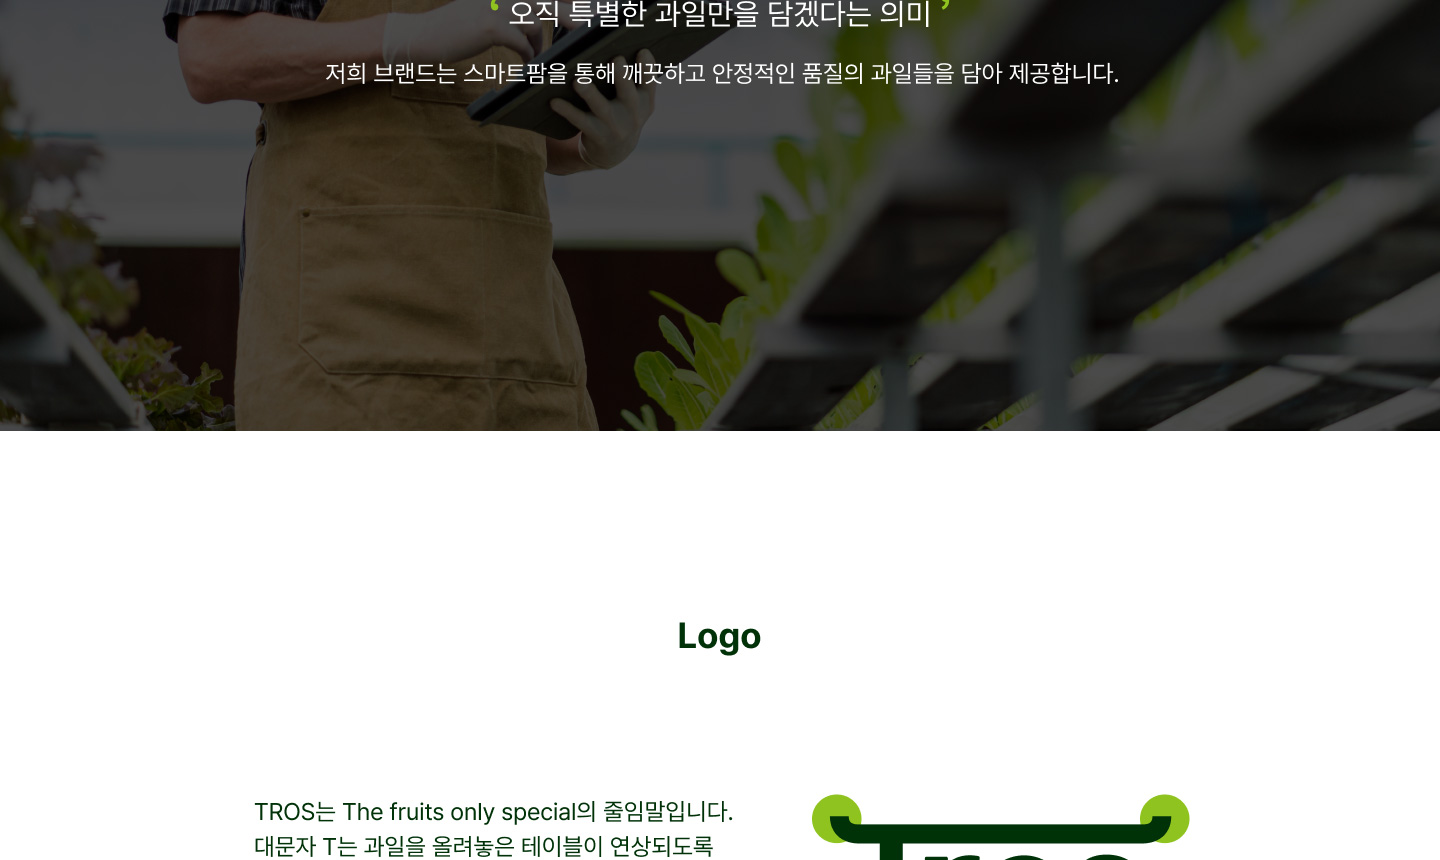 ‘ 오직 특별한 과일만을 담겠다는 의미 ’
저희 브랜드는 스마트팜을 통해 깨끗하고 안정적인 품질의 과일들을 담아 제공합니다.
Logo
TROS는 The fruits only special의 줄임말입니다.
대문자 T는 과일을 올려놓은 테이블이 연상되도록